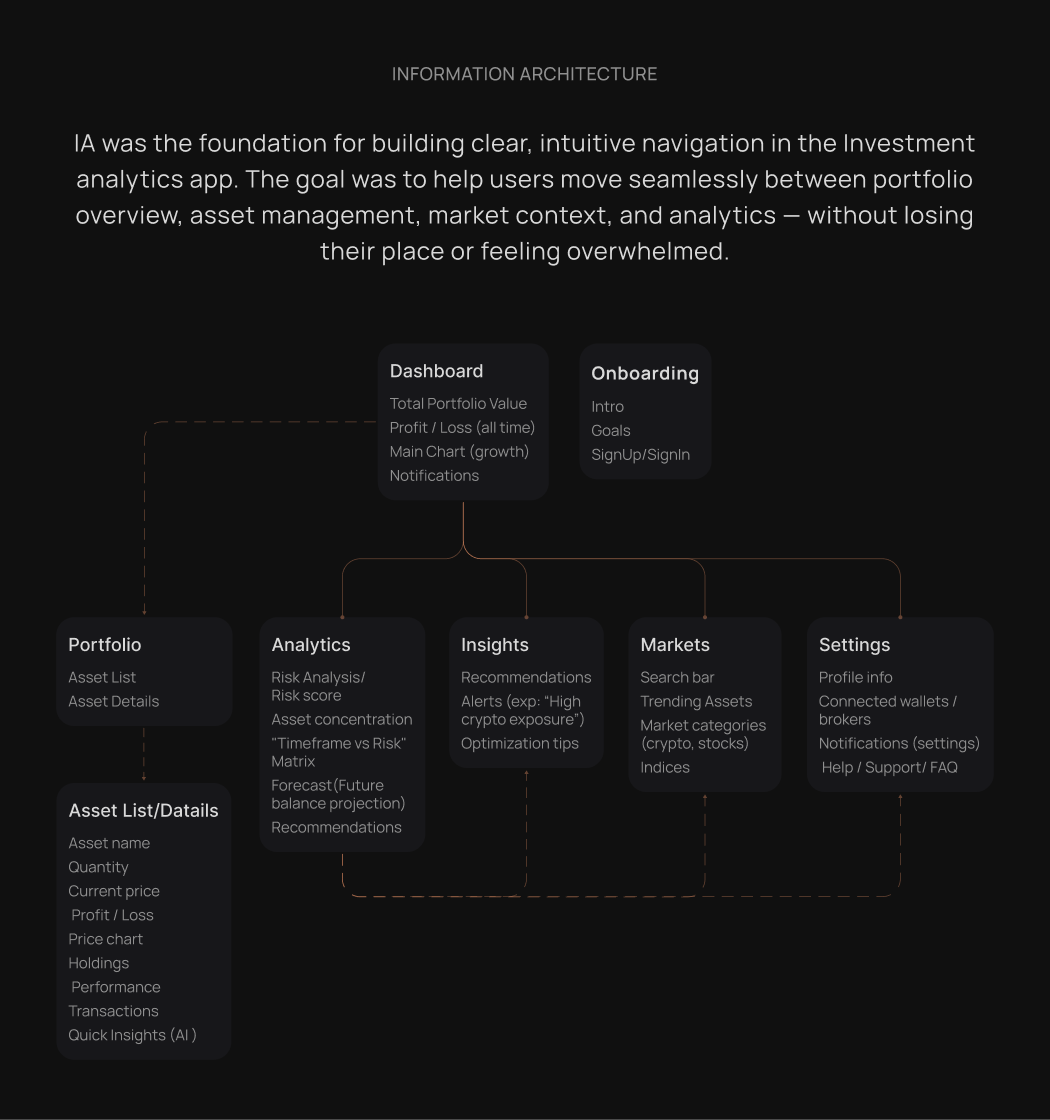 INFORMATION ARCHITECTURE
IA was the foundation for building clear, intuitive navigation in the Investment
analytics app. The goal was to help users move seamlessly between portfolio
overview, asset management, market context, and analytics — without losing
their place or feeling overwhelmed.
Dashboard
Total Portfolio Value
Profit / Loss (all time)
Main Chart (growth)
Notifications
Onboarding
Intro
Goals
SignUp/SignIn
Portfolio
Asset List
Asset Details
Asset List/Datails
Asset name
Quantity
Current price
Profit / Loss
Price chart
Holdings
Performance
Transactions
Quick Insights (AI )
Analytics
Risk Analysis/
Risk score
Asset concentration
"Timeframe vs Risk"
Matrix
Forecast(Future
balance projection)
Recommendations
Insights
Recommendations
Alerts (exp: “High
crypto exposure”)
Optimization tips
Markets
Search bar
Trending Assets
Market categories
(crypto, stocks)
Indices
Settings
Profile info
Connected wallets /
brokers
Notifications (settings)
Help / Support/ FAQ